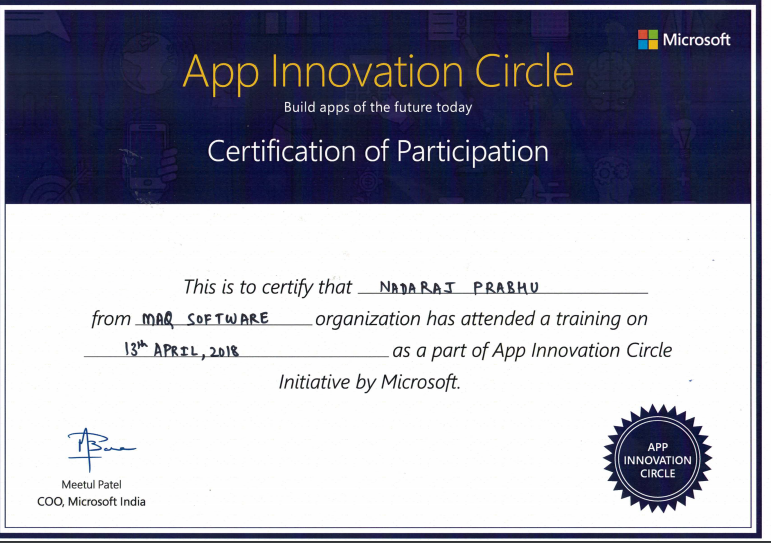 Microsoft
App Innovation Circle
Build apps of the future today
Certification of Participation
This is to certify that NADARAJ PRABHU
from MAQ SOFTWARE organization has attended a training on
13th APRIL, 2018 as a part of App Innovation Circle
Initiative by Microsoft.
Meetul Patel
COO, Microsoft India
APP
INNOVATION
CIRCLE